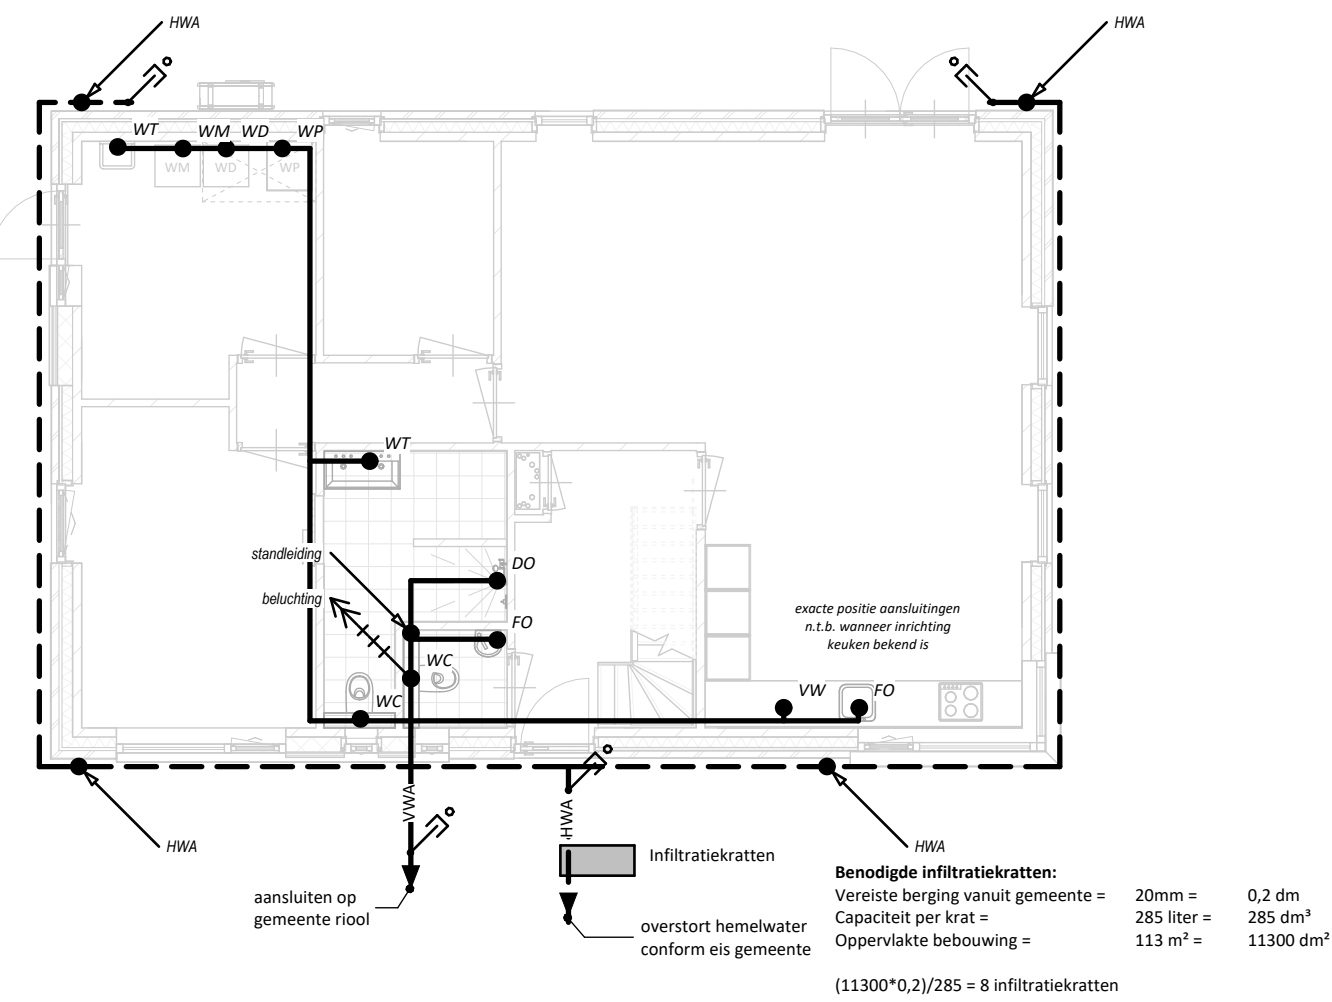 HWA
HWA
WT
WM
WD
WP
WM
WD
WP
WT
standleiding
DO
beluchting
FO
exacte positie aansluitingen
n.t.b. wanneer inrichting
keuken bekend is
WC
WC
VW
FO
VWA
HWA
HWA
HWA
Infiltratiekratten
aansluiten op
gemeente riool
overstort hemelwater
conform eis gemeente
Benodigde infiltratiekratten:
Vereiste berging vanuit gemeente = 20mm = 0,2 dm
Capaciteit per krat = 285 liter = 285 dm³
Oppervlakte bebouwing = 113 m² = 11300 dm²
(11300*0,2)/285 = 8 infiltratiekratten